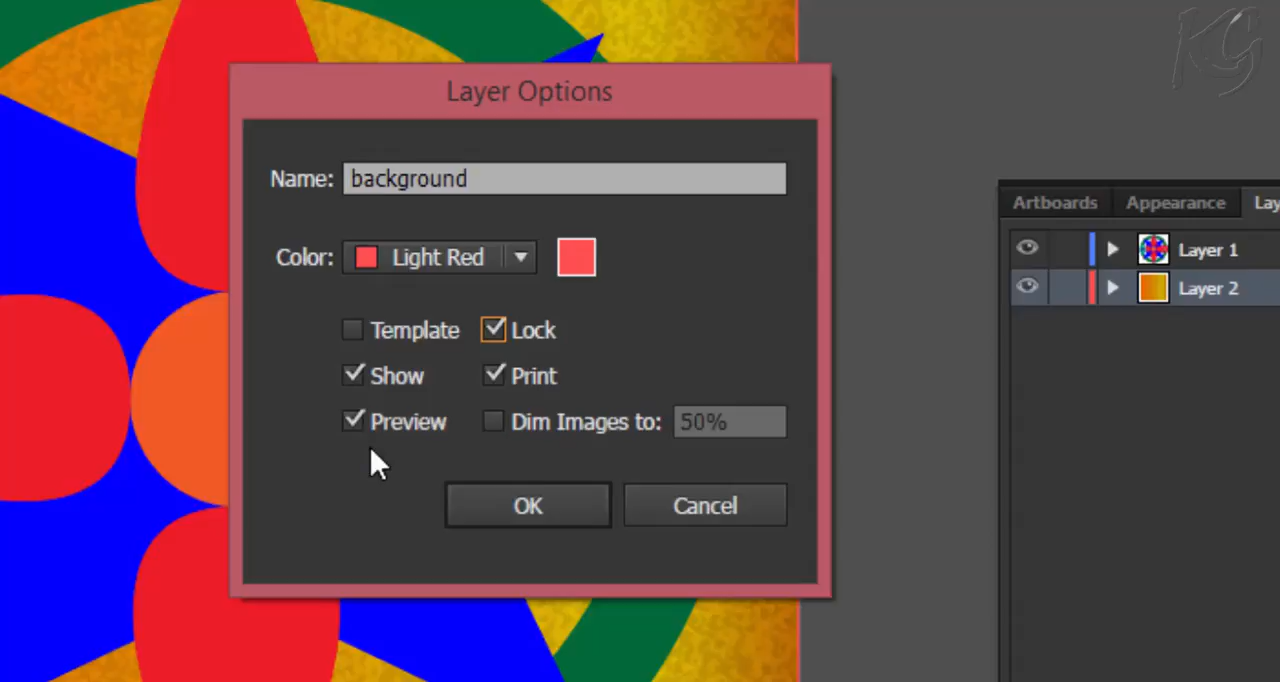 KG
Layer Options
Name: background
Color: Light Red
Template Lock
Show Print
Preview Dim Images to: 50%
OK Cancel
Artboards Appearance Lay
Layer 1
Layer 2